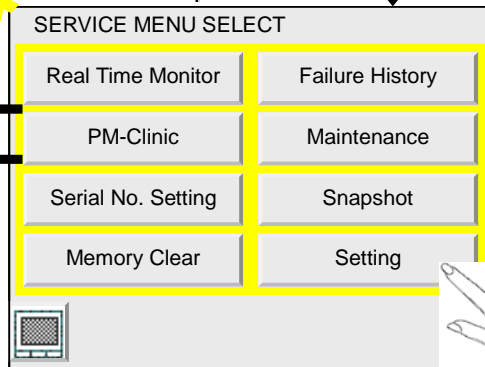 SERVICE MENU SELECT
Real Time Monitor
Failure History
PM-Clinic
Maintenance
Serial No. Setting
Snapshot
Memory Clear
Setting